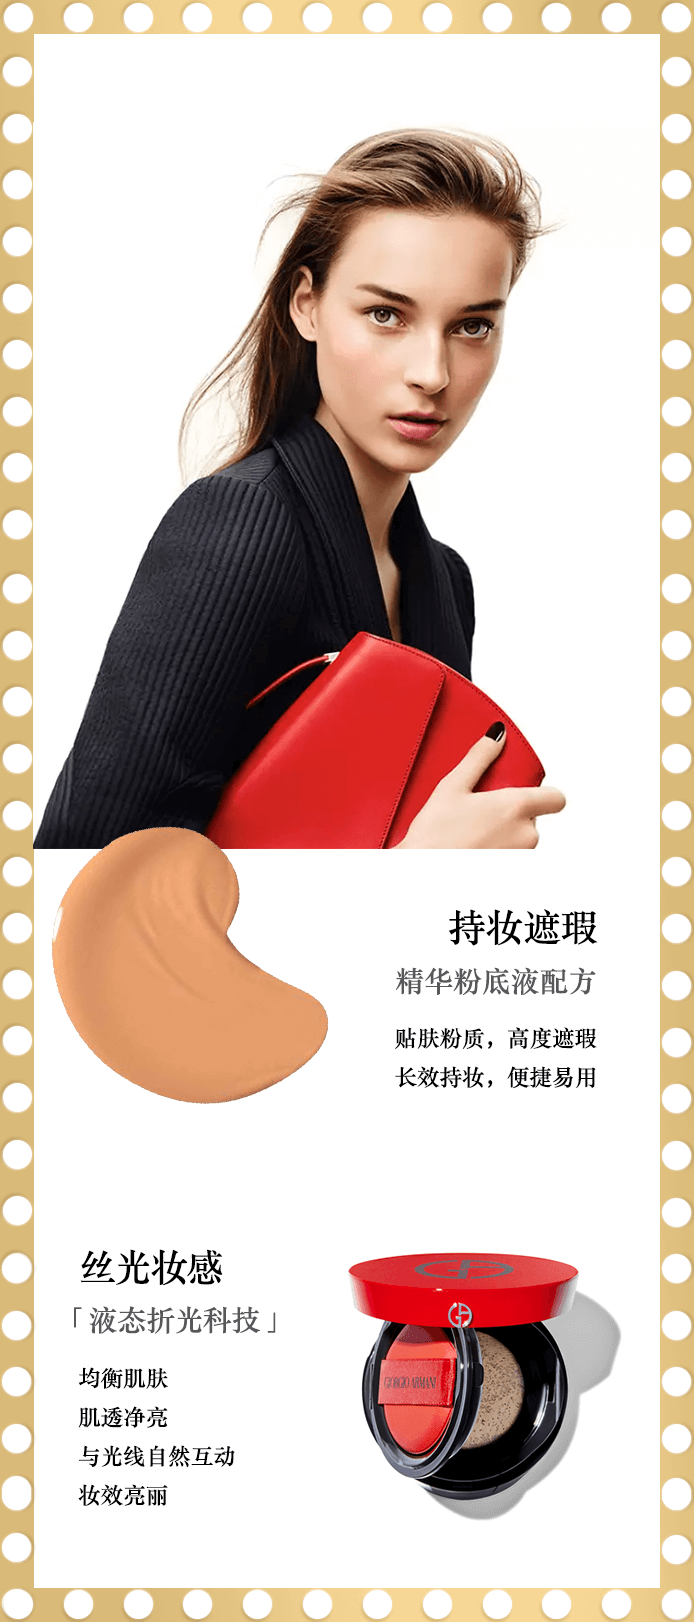 持妆遮瑕
精华粉底液配方
贴肤粉质，高度遮瑕
长效持妆，便捷易用
丝光妆感
「液态折光科技」
均衡肌肤
肌透净亮
与光线自然互动
妆效亮丽
GIORGIO ARMANI